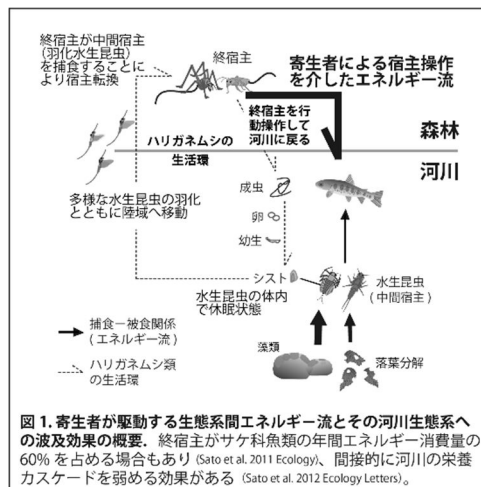 終宿主が中間宿主
(羽化水生昆虫)
を捕食することに
より宿主転換
終宿主
寄生者による宿主操作
を介したエネルギー流
終宿主を行
動操作して
河川に戻る
森林
河川
ハリガネムシの
生活環
多様な水生昆虫の羽化
とともに陸域へ移動
成虫
卵
幼生
シスト
水生昆虫の体内
で休眠状態
水生昆虫
(中間宿主)
捕食ー被食関係
(エネルギー流)
ハリガネムシ類
の生活環
藻類
落葉分解
図 1. 寄生者が駆動する生態系間エネルギー流とその河川生態系へ
の波及効果の概要. 終宿主がサケ科魚類の年間エネルギー消費量の
60% を占める場合もあり (Sato et al. 2011 Ecology)、間接的に河川の栄養
カスケードを弱める効果がある (Sato et al. 2012 Ecology Letters)。